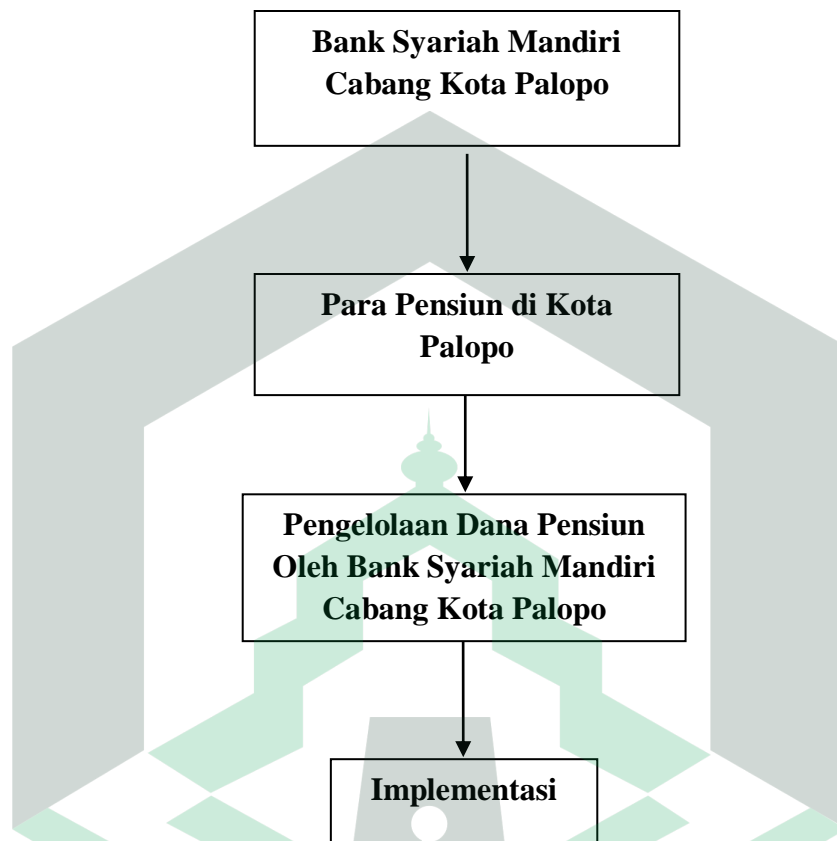 Bank Syariah Mandiri
Cabang Kota Palopo
Para Pensiun di Kota
Palopo
Pengelolaan Dana Pensiun
Oleh Bank Syariah Mandiri
Cabang Kota Palopo
Implementasi